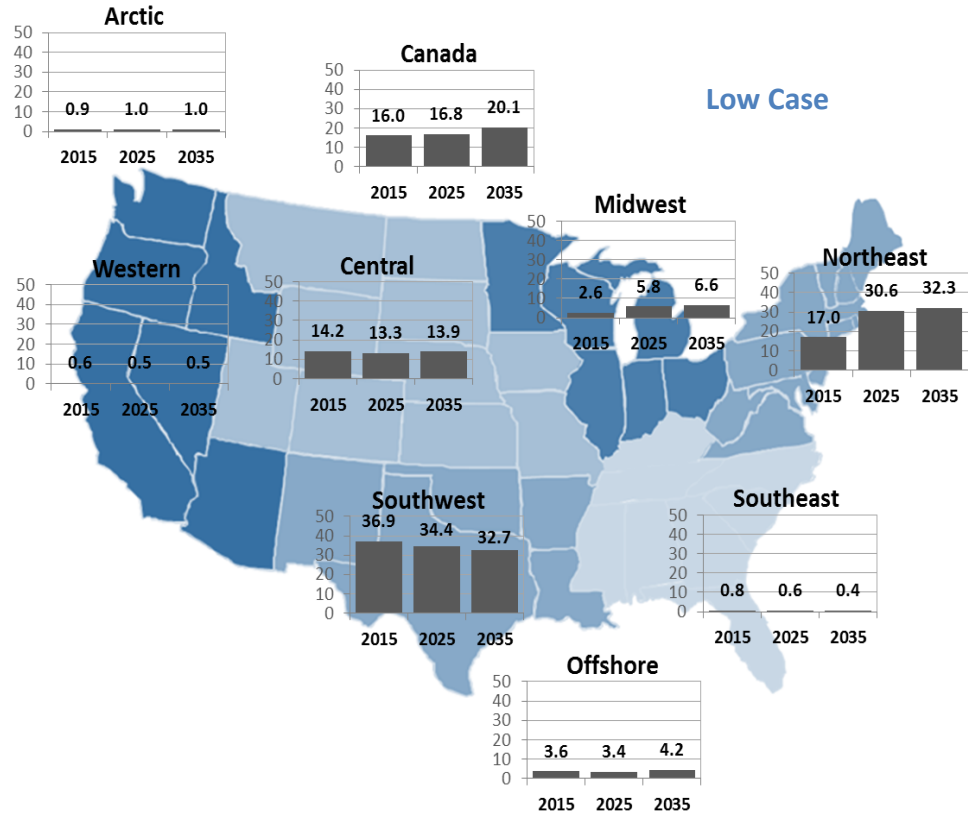 Arctic
50
40
30
20
10
0
0.9 1.0 1.0
2015 2025 2035
Canada
50
40
30
20
10
0
16.0 16.8 20.1
2015 2025 2035
Low Case
Midwest
50
40
30
20
10
0
2.6 5.8 6.6
2015 2025 2035
Northeast
50
40
30
20
10
0
17.0 30.6 32.3
2015 2025 2035
Western
50
40
30
20
10
0
0.6 0.5 0.5
2015 2025 2035
Central
50
40
30
20
10
0
14.2 13.3 13.9
2015 2025 2035
Southwest
50
40
30
20
10
0
36.9 34.4 32.7
2015 2025 2035
Southeast
50
40
30
20
10
0
0.8 0.6 0.4
2015 2025 2035
Offshore
50
40
30
20
10
0
3.6 3.4 4.2
2015 2025 2035